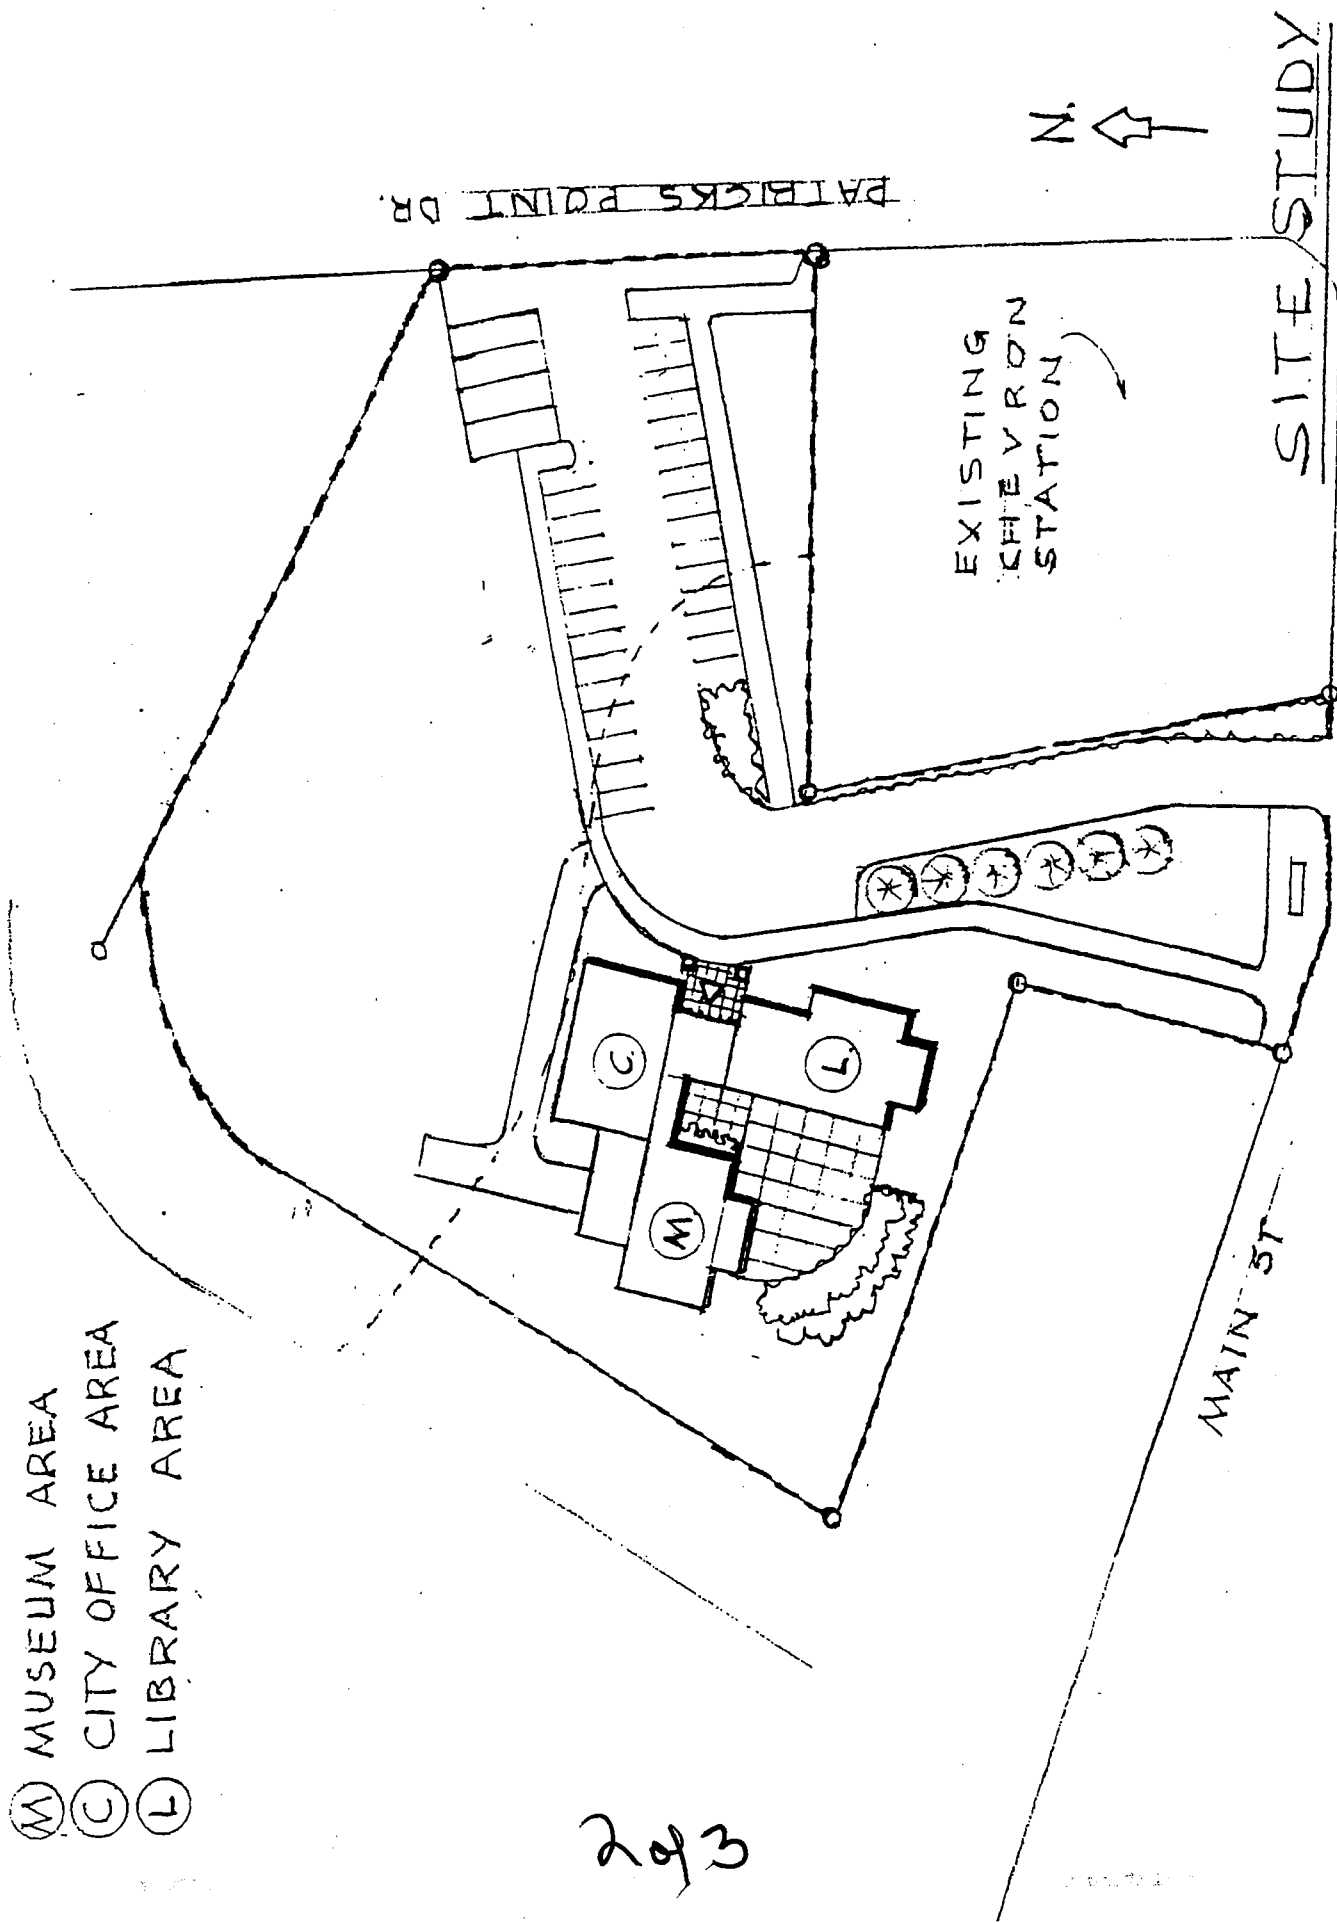 Ⓜ MUSEUM AREA
Ⓒ CITY OFFICE AREA
Ⓛ LIBRARY AREA
PATRICKS POINT DR.
N.
EXISTING
CHEVRON
STATION
C
L
M
MAIN ST
SITE STUDY
2 of 3